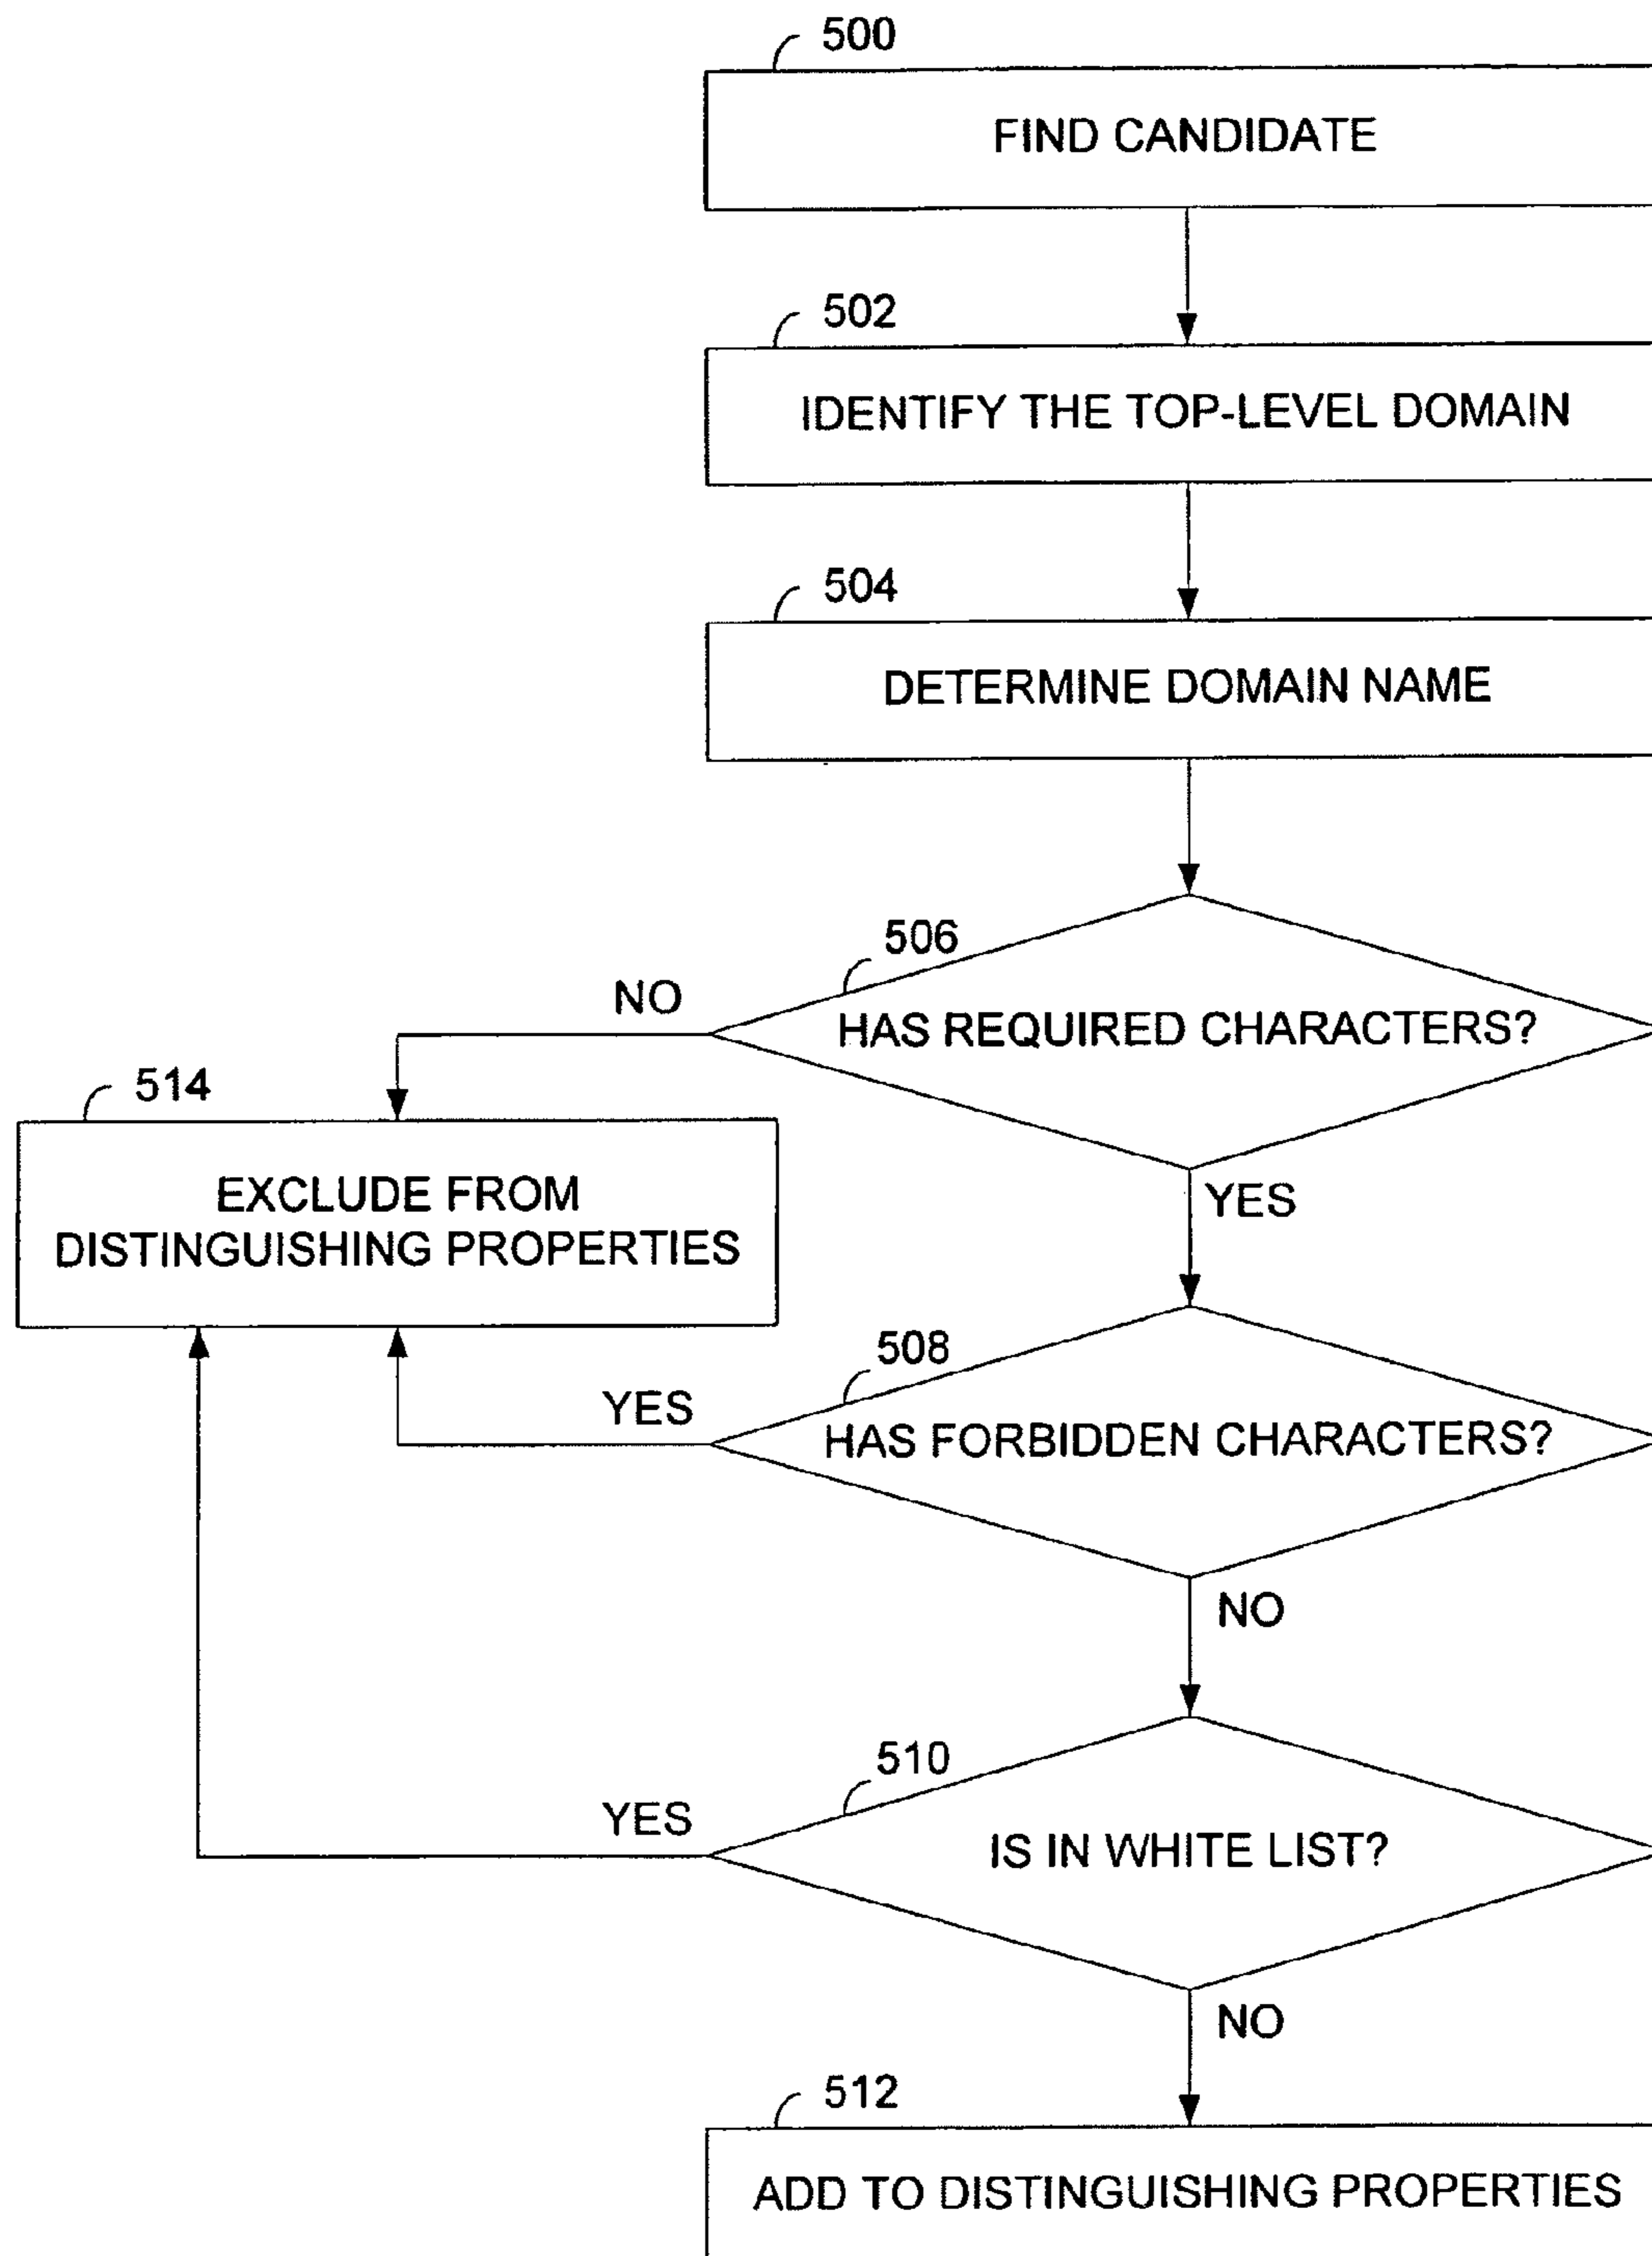 500
FIND CANDIDATE
502
IDENTIFY THE TOP-LEVEL DOMAIN
504
DETERMINE DOMAIN NAME
506
NO
HAS REQUIRED CHARACTERS?
514
EXCLUDE FROM
DISTINGUISHING PROPERTIES
YES
508
YES
HAS FORBIDDEN CHARACTERS?
NO
510
YES
IS IN WHITE LIST?
NO
512
ADD TO DISTINGUISHING PROPERTIES